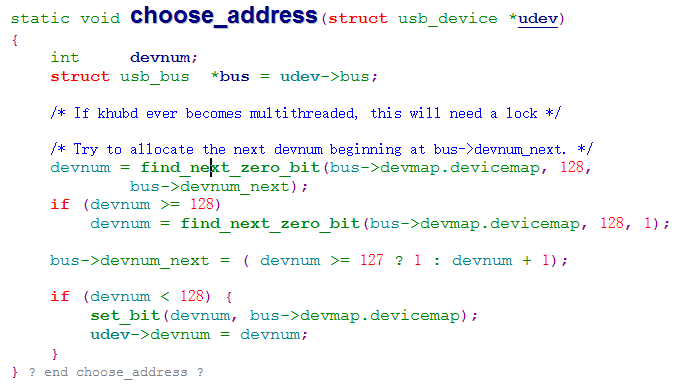 static void choose_address(struct usb_device *udev)
{
    int     devnum;
    struct usb_bus  *bus = udev->bus;
    /* If khubd ever becomes multithreaded, this will need a lock */
    /* Try to allocate the next devnum beginning at bus->devnum_next. */
    devnum = find_next_zero_bit(bus->devmap.devicemap, 128,
            bus->devnum_next);
    if (devnum >= 128)
        devnum = find_next_zero_bit(bus->devmap.devicemap, 128, 1);
    bus->devnum_next = ( devnum >= 127 ? 1 : devnum + 1);
    if (devnum < 128) {
        set_bit(devnum, bus->devmap.devicemap);
        udev->devnum = devnum;
    }
} ? end choose_address ?